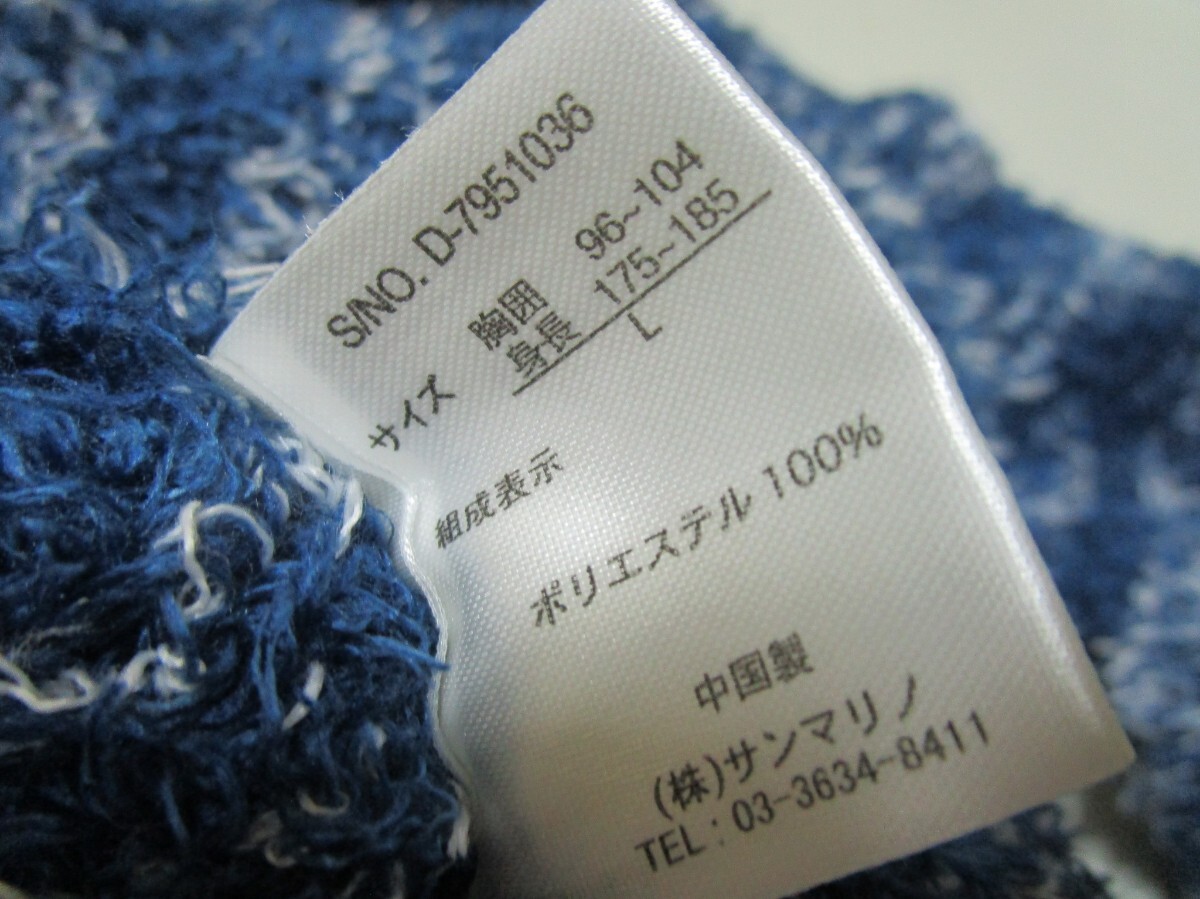 S/NO. D-7951036
サイズ 胸囲 96~104
身長 175~185
L
組成表示
ポリエステル 100%
中国製
(株)サンマリノ
TEL : 03-3634-8411